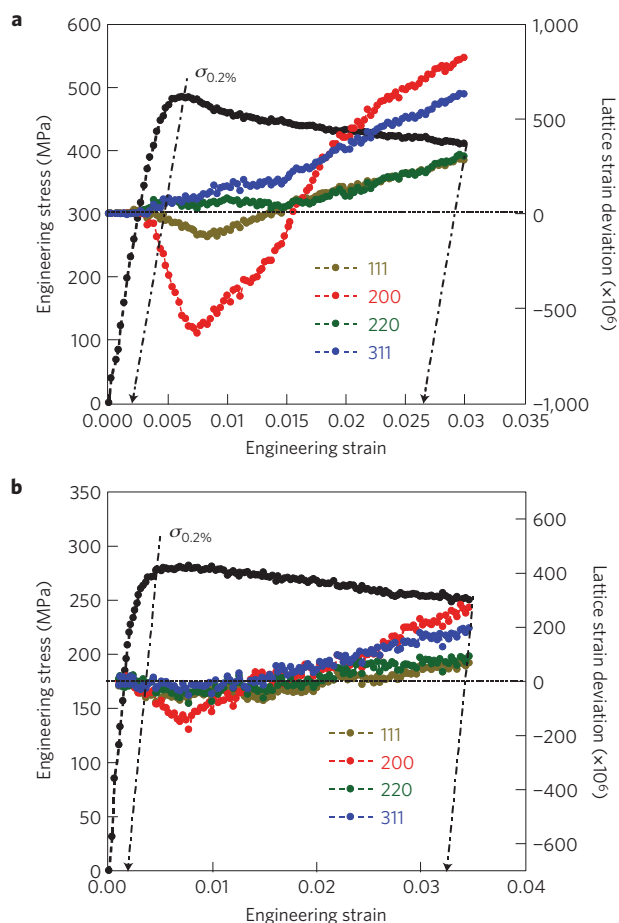 a
600
500
400
300
200
100
0
Engineering stress (MPa)
1,000
500
0
−500
−1,000
Lattice strain deviation (×10⁶)
σ0.2%
111
200
220
311
0.000 0.005 0.01 0.015 0.02 0.025 0.03 0.035
Engineering strain
b
350
300
250
200
150
100
50
0
Engineering stress (MPa)
600
400
200
0
−200
−400
−600
Lattice strain deviation (×10⁶)
σ0.2%
111
200
220
311
0.00 0.01 0.02 0.03 0.04
Engineering strain